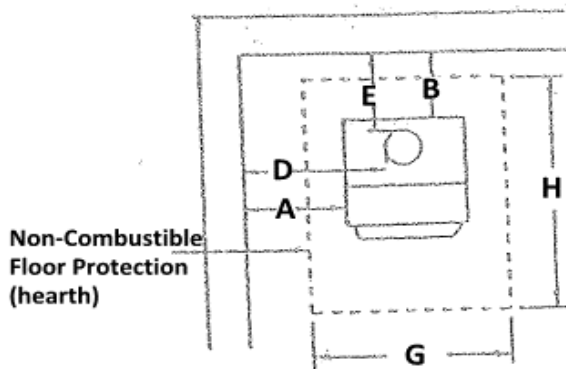 E
B
D
H
A
Non-Combustible
Floor Protection
(hearth)
G